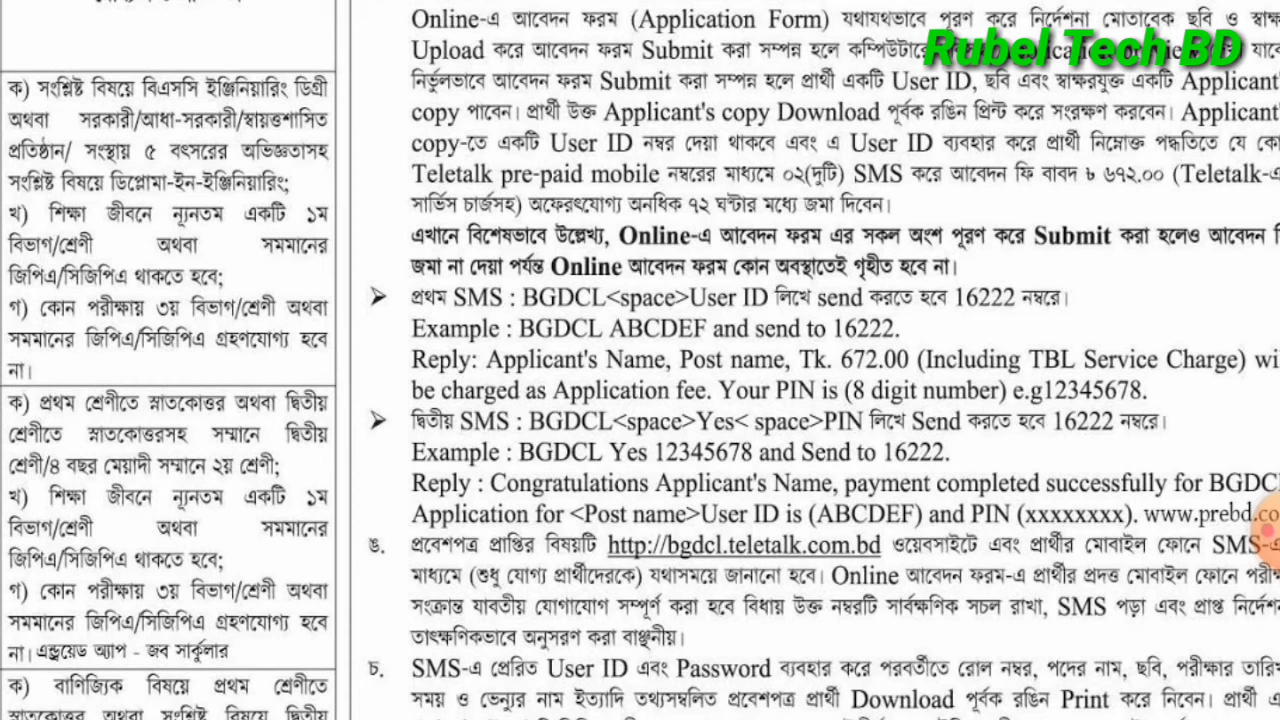 ক) সংশ্লিষ্ট বিষয়ে বিএসসি ইঞ্জিনিয়ারিং ডিগ্রী
অথবা সরকারী/আধা-সরকারী/স্বায়ত্তশাসিত
প্রতিষ্ঠান/ সংস্থায় ৫ বৎসরের অভিজ্ঞতাসহ
সংশ্লিষ্ট বিষয়ে ডিপ্লোমা-ইন-ইঞ্জিনিয়ারিং;
খ) শিক্ষা জীবনে ন্যূনতম একটি ১ম
বিভাগ/শ্রেণী অথবা সমমানের
জিপিএ/সিজিপিএ থাকতে হবে;
গ) কোন পরীক্ষায় ৩য় বিভাগ/শ্রেণী অথবা
সমমানের জিপিএ/সিজিপিএ গ্রহণযোগ্য হবে
না।
ক) প্রথম শ্রেণীতে স্নাতকোত্তর অথবা দ্বিতীয়
শ্রেণীতে স্নাতকোত্তরসহ সম্মানে দ্বিতীয়
শ্রেণী/৪ বছর মেয়াদী সম্মানে ২য় শ্রেণী;
খ) শিক্ষা জীবনে ন্যূনতম একটি ১ম
বিভাগ/শ্রেণী অথবা সমমানের
জিপিএ/সিজিপিএ থাকতে হবে;
গ) কোন পরীক্ষায় ৩য় বিভাগ/শ্রেণী অথবা
সমমানের জিপিএ/সিজিপিএ গ্রহণযোগ্য হবে
না। এন্ড্রয়েড অ্যাপ - জব সার্কুলার
ক) বাণিজ্যিক বিষয়ে প্রথম শ্রেণীতে
স্নাতকোত্তর অথবা সংশ্লিষ্ট বিষয়ে দ্বিতীয়
Online-এ আবেদন ফরম (Application Form) যথাযথভাবে পূরণ করে নির্দেশনা মোতাবেক ছবি ও
Upload করে আবেদন ফরম Submit করা সম্পন্ন হলে কম্পিউটারে
Rubel Tech BD
নির্ভুলভাবে আবেদন ফরম Submit করা সম্পন্ন হলে প্রার্থী একটি User ID, ছবি এবং স্বাক্ষরযুক্ত একটি Applicant'
copy পাবেন। প্রার্থী উক্ত Applicant's copy Download পূর্বক রঙিন প্রিন্ট করে সংরক্ষণ করবেন। Applicant'
copy-তে একটি User ID নম্বর দেয়া থাকবে এবং এ User ID ব্যবহার করে প্রার্থী নিম্নোক্ত পদ্ধতিতে যে
Teletalk pre-paid mobile নম্বরের মাধ্যমে ০২(দুটি) SMS করে আবেদন ফি বাবদ ৳ ৬৭২.০০ (Teletalk-এ
সার্ভিস চার্জসহ) অফেরৎযোগ্য অনধিক ৭২ ঘন্টার মধ্যে জমা দিবেন।
এখানে বিশেষভাবে উল্লেখ্য, Online-এ আবেদন ফরম এর সকল অংশ পূরণ করে Submit করা হলেও আবেদন
জমা না দেয়া পর্যন্ত Online আবেদন ফরম কোন অবস্থাতেই গৃহীত হবে না।
➢ প্রথম SMS : BGDCL<space>User ID লিখে send করতে হবে 16222 নম্বরে।
Example : BGDCL ABCDEF and send to 16222.
Reply: Applicant's Name, Post name, Tk. 672.00 (Including TBL Service Charge) wi
be charged as Application fee. Your PIN is (8 digit number) e.g12345678.
➢ দ্বিতীয় SMS : BGDCL<space>Yes< space>PIN লিখে Send করতে হবে 16222 নম্বরে।
Example : BGDCL Yes 12345678 and Send to 16222.
Reply : Congratulations Applicant's Name, payment completed successfully for BGDC
Application for <Post name>User ID is (ABCDEF) and PIN (xxxxxxxx). www.prebd.co
ঙ. প্রবেশপত্র প্রাপ্তির বিষয়টি http://bgdcl.teletalk.com.bd ওয়েবসাইটে এবং প্রার্থীর মোবাইল ফোনে SMS-এ
মাধ্যমে (শুধু যোগ্য প্রার্থীদেরকে) যথাসময়ে জানানো হবে। Online আবেদন ফরম-এ প্রার্থীর প্রদত্ত মোবাইল ফোনে
সংক্রান্ত যাবতীয় যোগাযোগ সম্পূর্ণ করা হবে বিধায় উক্ত নম্বরটি সার্বক্ষণিক সচল রাখা, SMS পড়া এবং প্রাপ্ত নির্দেশন
তাৎক্ষণিকভাবে অনুসরণ করা বাঞ্ছনীয়।
চ. SMS-এ প্রেরিত User ID এবং Password ব্যবহার করে পরবর্তীতে রোল নম্বর, পদের নাম, ছবি, পরীক্ষার তারিখ
সময় ও ভেন্যুর নাম ইত্যাদি তথ্যসম্বলিত প্রবেশপত্র প্রার্থী Download পূর্বক রঙিন Print করে নিবেন। প্রার্থী এ